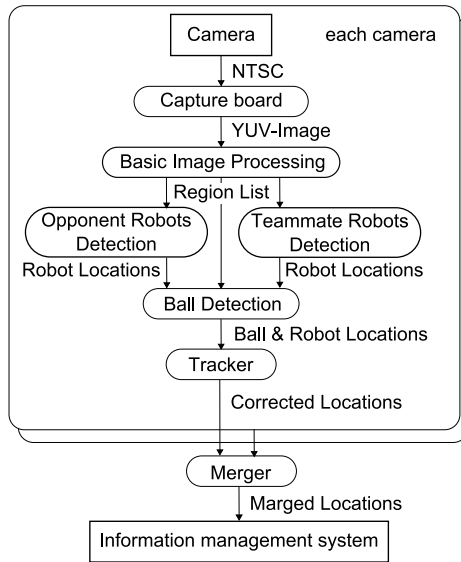 Camera
each camera
NTSC
Capture board
YUV-Image
Basic Image Processing
Region List
Opponent Robots
Detection
Teammate Robots
Detection
Robot Locations
Robot Locations
Ball Detection
Ball & Robot Locations
Tracker
Corrected Locations
Merger
Marged Locations
Information management system